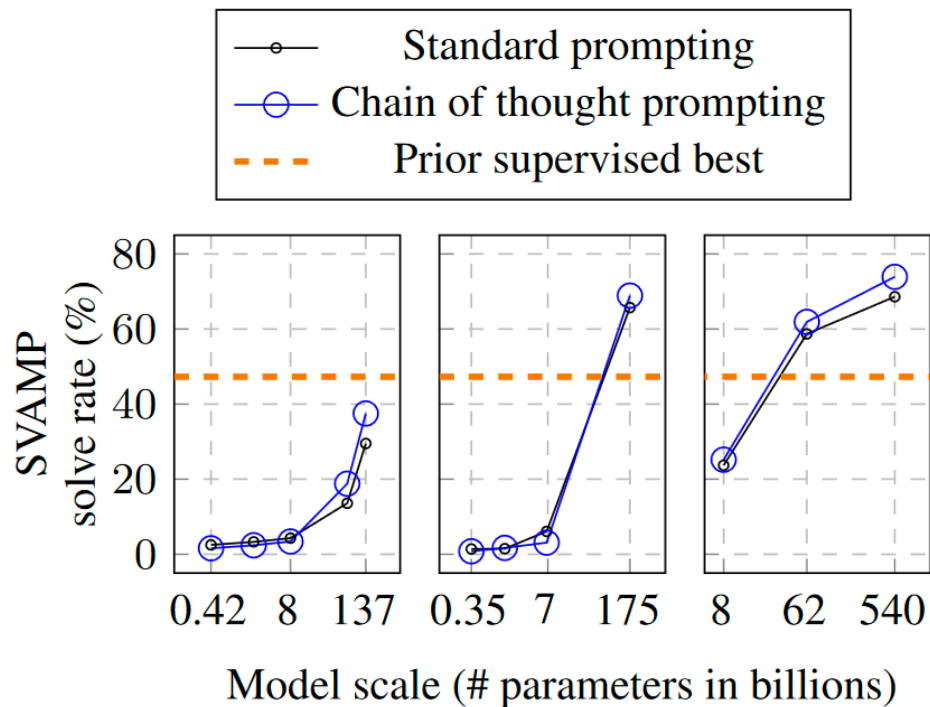 Standard prompting
Chain of thought prompting
Prior supervised best
SVAMP
solve rate (%)
80
60
40
20
0
0.42 8 137
0.35 7 175
8 62 540
Model scale (# parameters in billions)